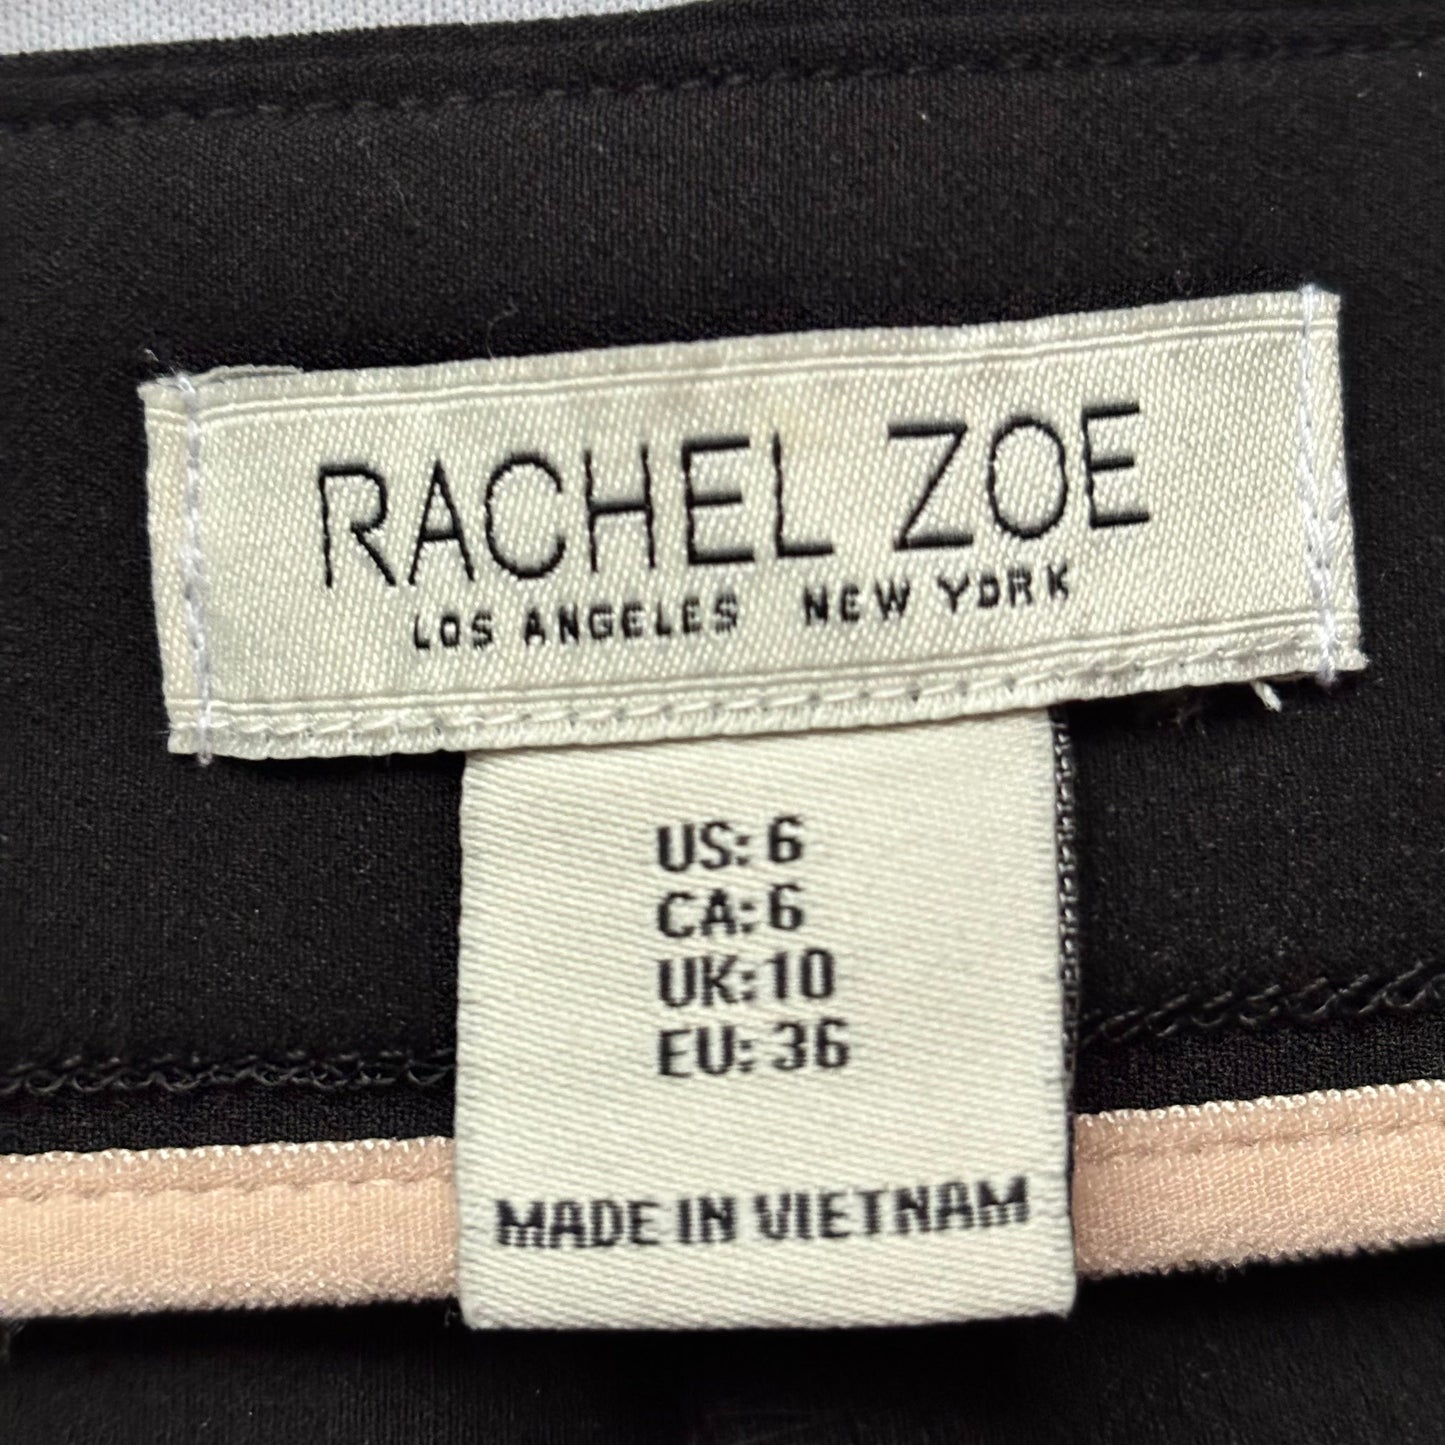 RACHEL ZOE
LOS ANGELES NEW YORK
US: 6
CA: 6
UK: 10
EU: 36
MADE IN VIETNAM